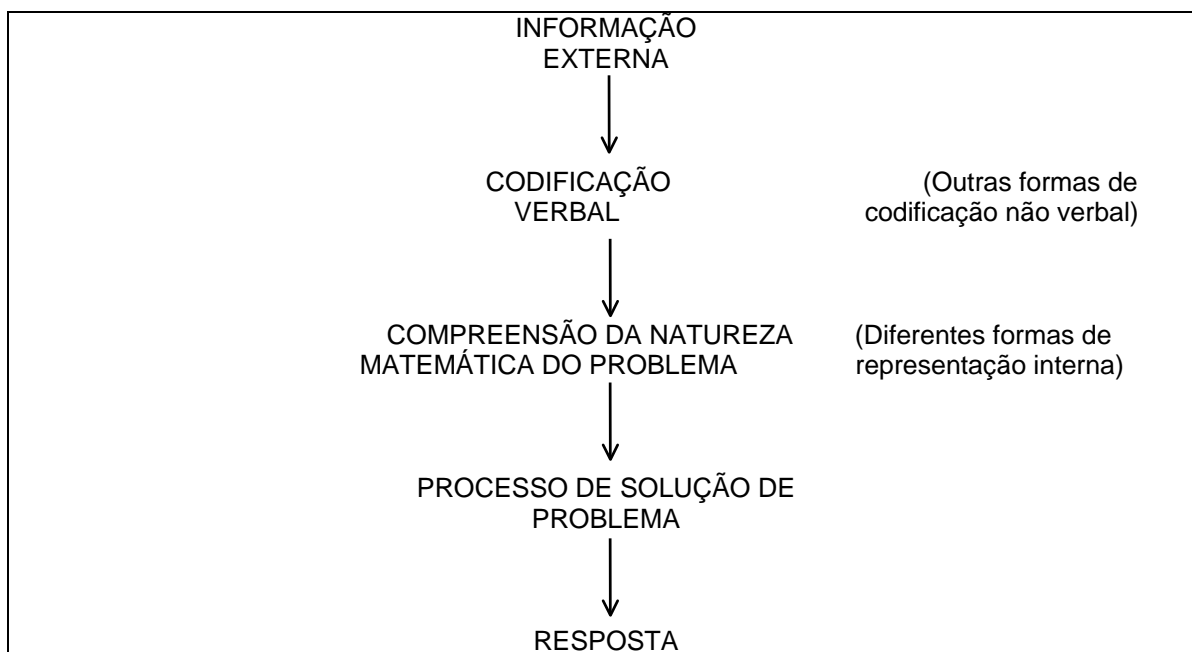 INFORMAÇÃO
EXTERNA
CODIFICAÇÃO
VERBAL
(Outras formas de
codificação não verbal)
COMPREENSÃO DA NATUREZA
MATEMÁTICA DO PROBLEMA
(Diferentes formas de
representação interna)
PROCESSO DE SOLUÇÃO DE
PROBLEMA
RESPOSTA